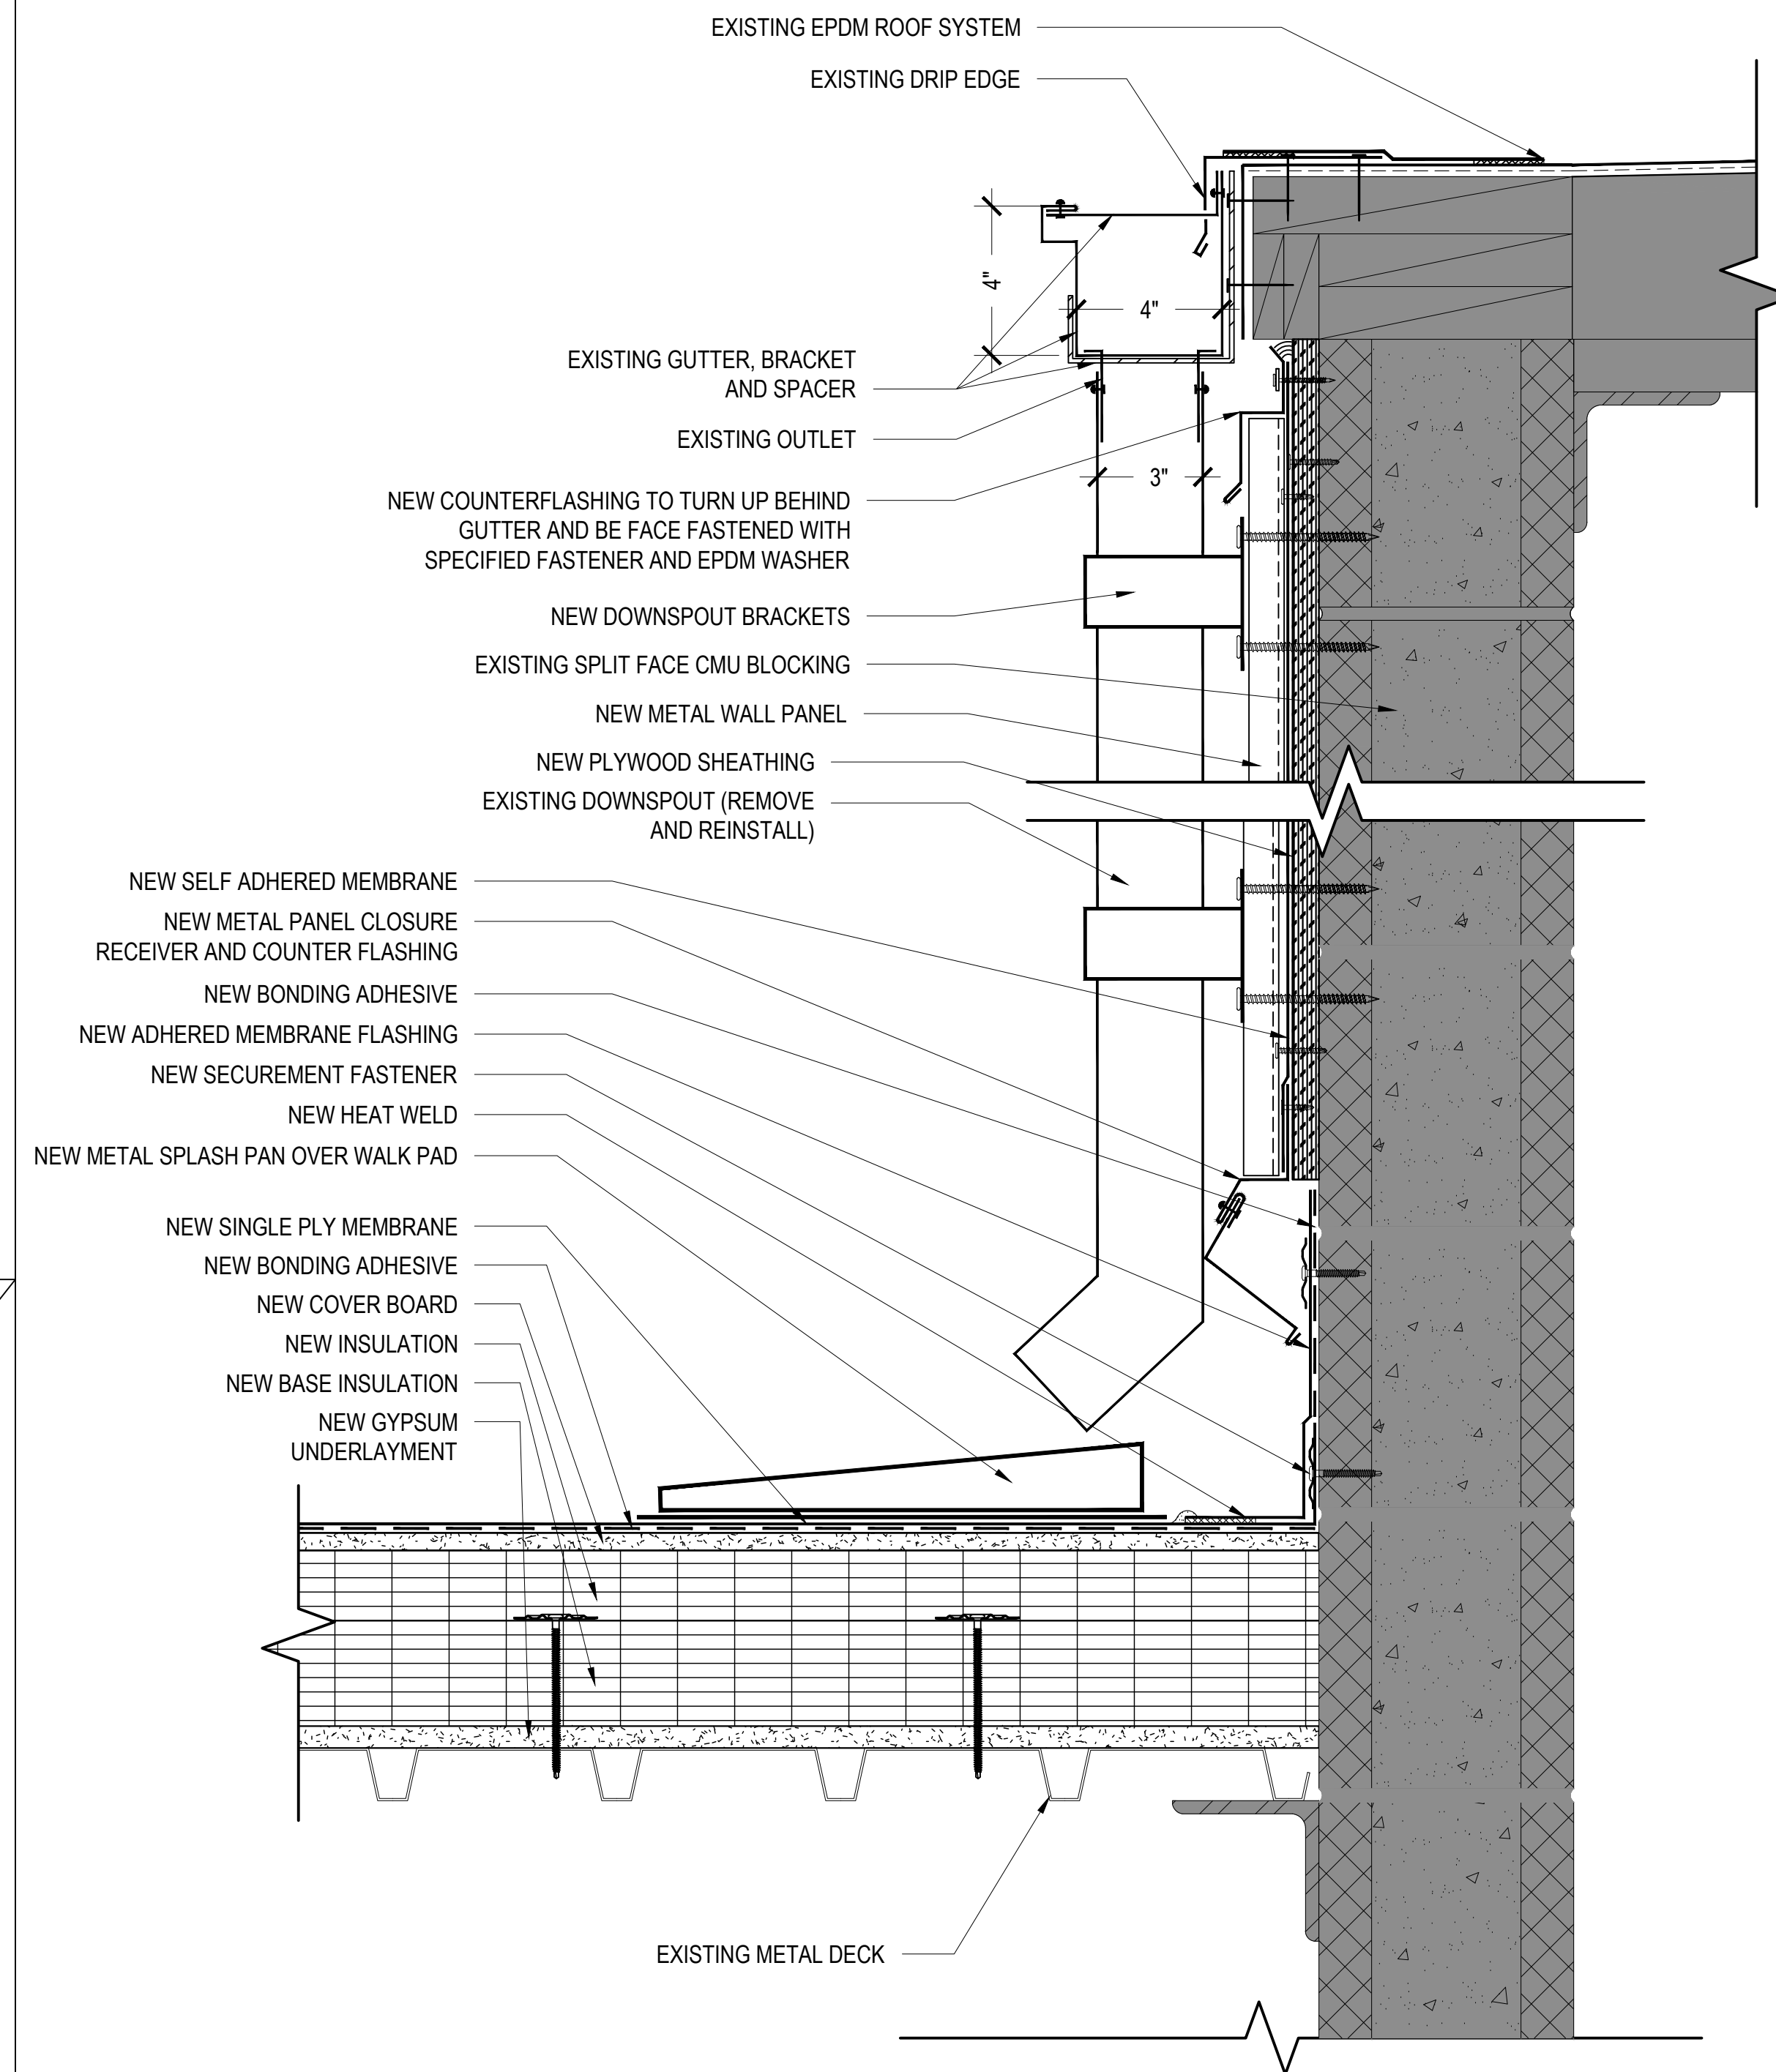 EXISTING EPDM ROOF SYSTEM
EXISTING DRIP EDGE
4"
4"
EXISTING GUTTER, BRACKET
AND SPACER
EXISTING OUTLET
3"
NEW COUNTERFLASHING TO TURN UP BEHIND
GUTTER AND BE FACE FASTENED WITH
SPECIFIED FASTENER AND EPDM WASHER
NEW DOWNSPOUT BRACKETS
EXISTING SPLIT FACE CMU BLOCKING
NEW METAL WALL PANEL
NEW PLYWOOD SHEATHING
EXISTING DOWNSPOUT (REMOVE
AND REINSTALL)
NEW SELF ADHERED MEMBRANE
NEW METAL PANEL CLOSURE
RECEIVER AND COUNTER FLASHING
NEW BONDING ADHESIVE
NEW ADHERED MEMBRANE FLASHING
NEW SECUREMENT FASTENER
NEW HEAT WELD
NEW METAL SPLASH PAN OVER WALK PAD
NEW SINGLE PLY MEMBRANE
NEW BONDING ADHESIVE
NEW COVER BOARD
NEW INSULATION
NEW BASE INSULATION
NEW GYPSUM
UNDERLAYMENT
EXISTING METAL DECK